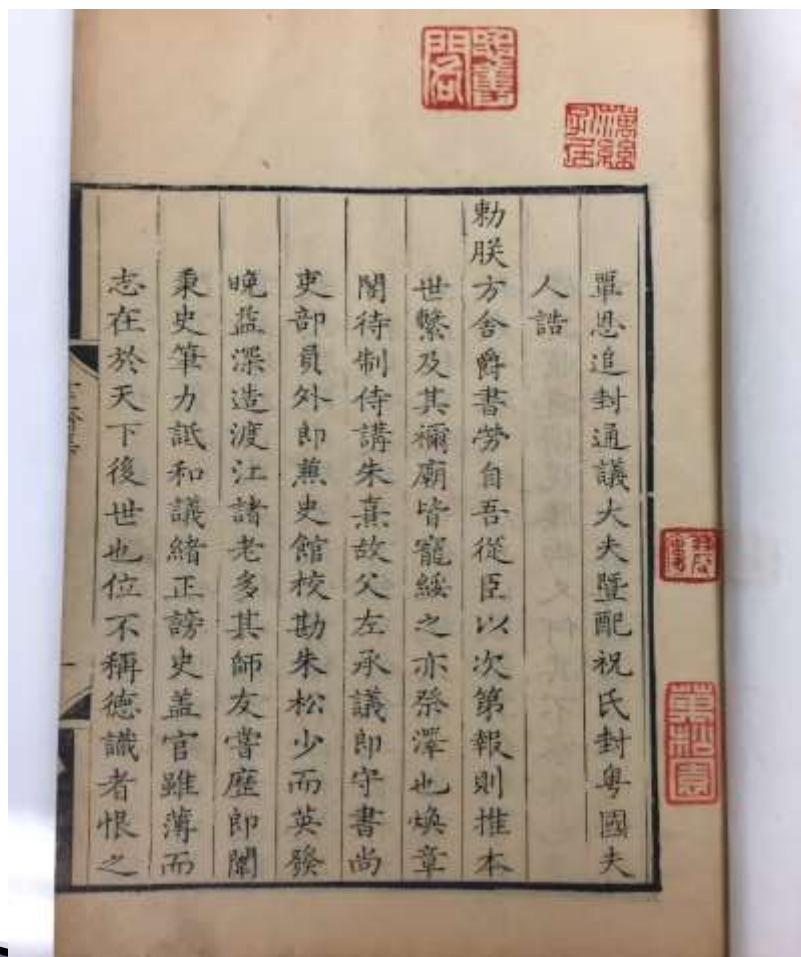 覃恩追封通議大夫曁配祝氏封粤國夫
人誥
勑朕方舍爵書勞自吾從臣以次第報則推本
世繫及其禰廟皆寵綏之亦祭澤也煥章
閣待制侍講朱熹故父左承議郎守書尚
吏部員外郎兼史館校勘朱松少而英發
晚益深造渡江諸老多其師友嘗歷郎闈
秉史筆力詆和議緒正謗史盖官雖薄而
志在於天下後世也位不稱德識者恨之